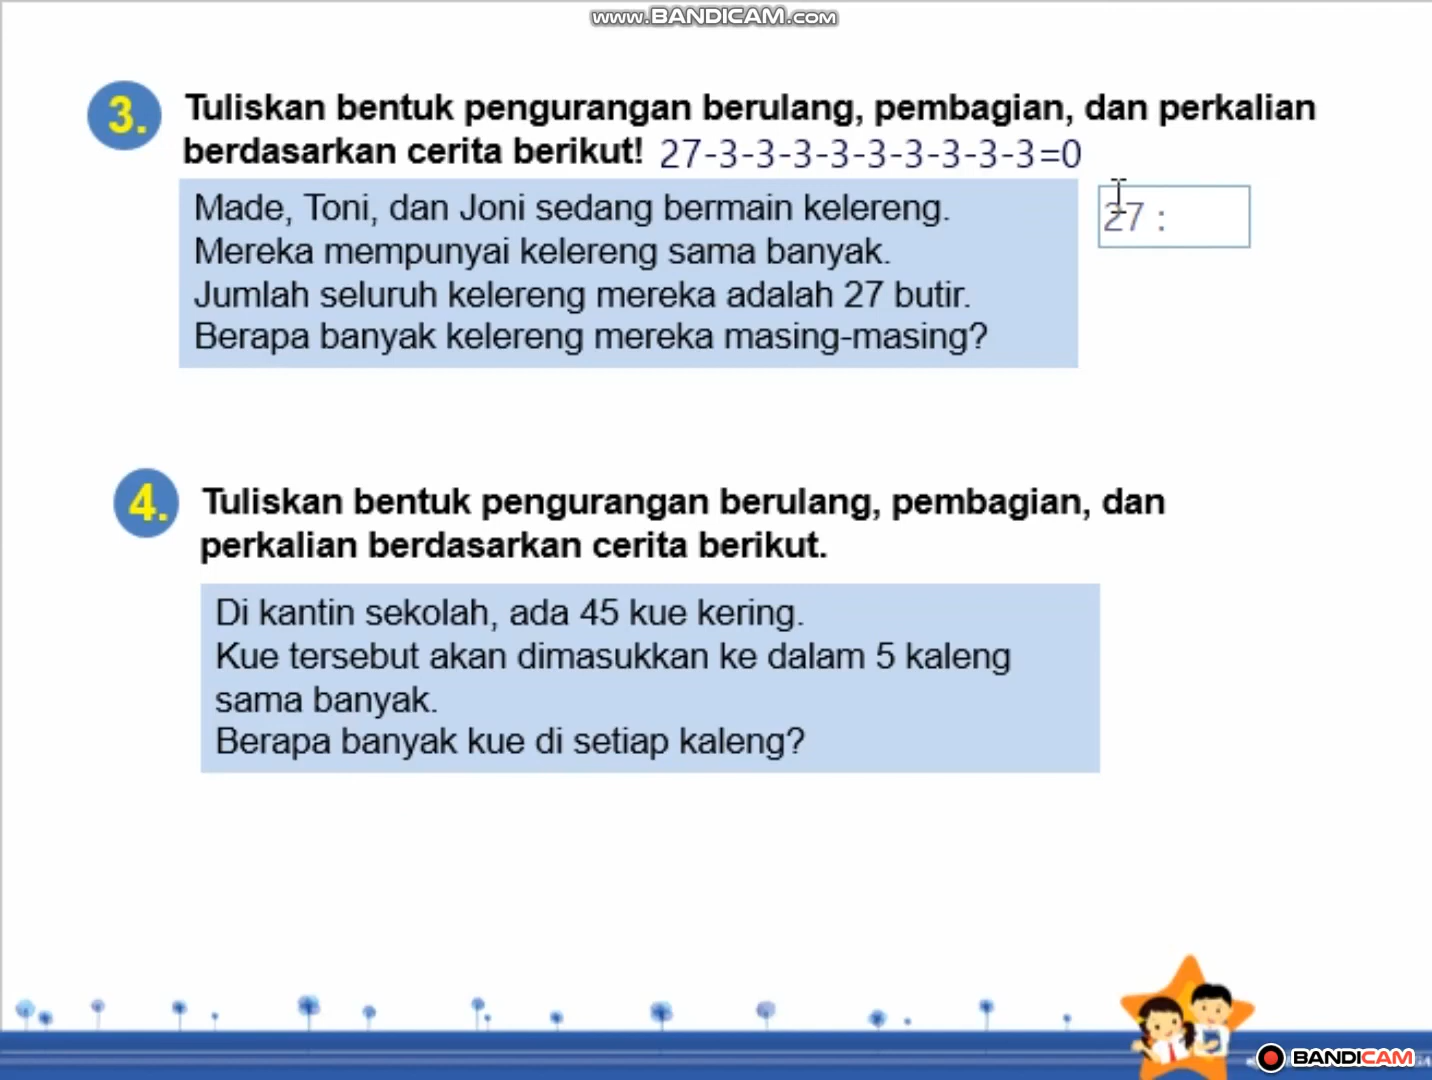 www.BANDICAM.com
3. Tuliskan bentuk pengurangan berulang, pembagian, dan perkalian
berdasarkan cerita berikut! 27-3-3-3-3-3-3-3-3-3=0
Made, Toni, dan Joni sedang bermain kelereng.
27 :
Mereka mempunyai kelereng sama banyak.
Jumlah seluruh kelereng mereka adalah 27 butir.
Berapa banyak kelereng mereka masing-masing?
4. Tuliskan bentuk pengurangan berulang, pembagian, dan
perkalian berdasarkan cerita berikut.
Di kantin sekolah, ada 45 kue kering.
Kue tersebut akan dimasukkan ke dalam 5 kaleng
sama banyak.
Berapa banyak kue di setiap kaleng?
BANDICAM